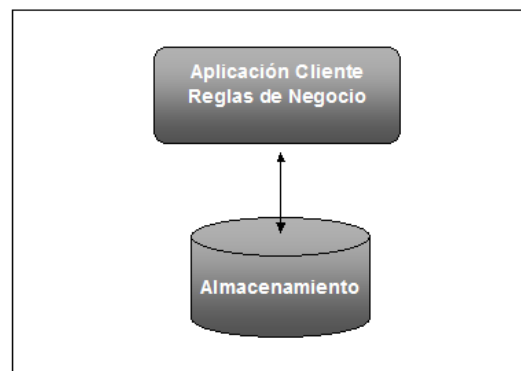 Aplicación Cliente
Reglas de Negocio
Almacenamiento